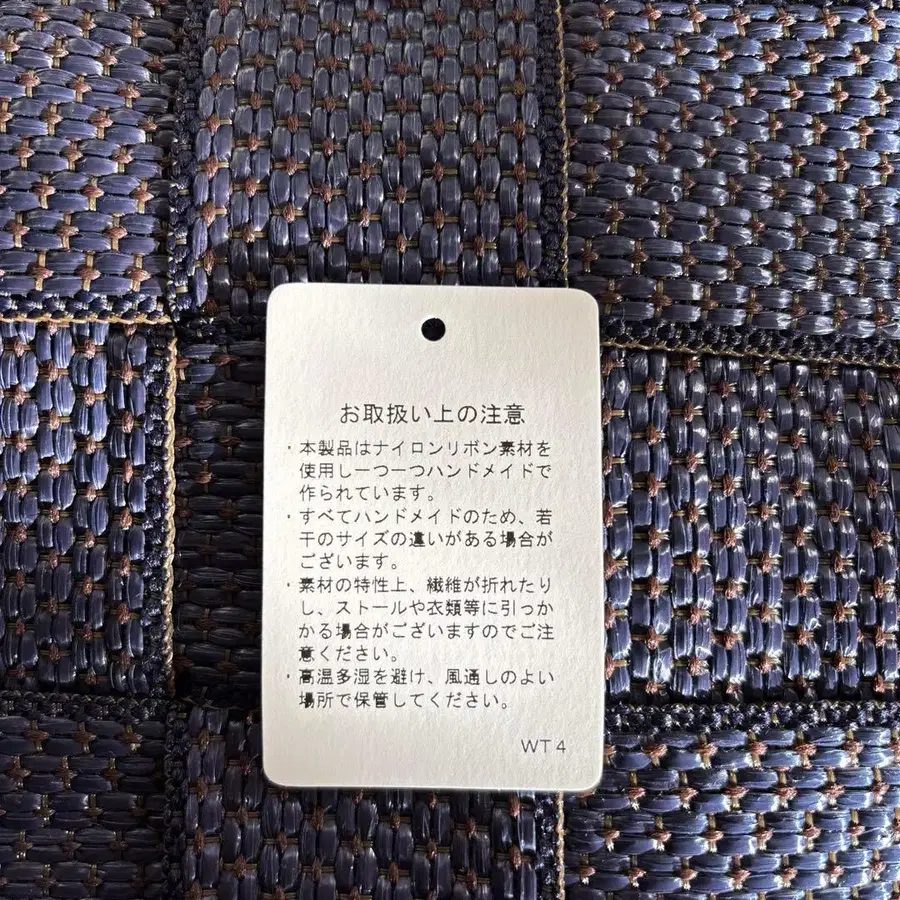 お取扱い上の注意
・本製品はナイロンリボン素材を
使用し一つ一つハンドメイドで
作られています。
・すべてハンドメイドのため、若
干のサイズの違いがある場合が
ございます。
・素材の特性上、繊維が折れたり
し、ストールや衣類等に引っか
かる場合がございますのでご注
意ください。
・高温多湿を避け、風通しのよい
場所で保管してください。
WT4